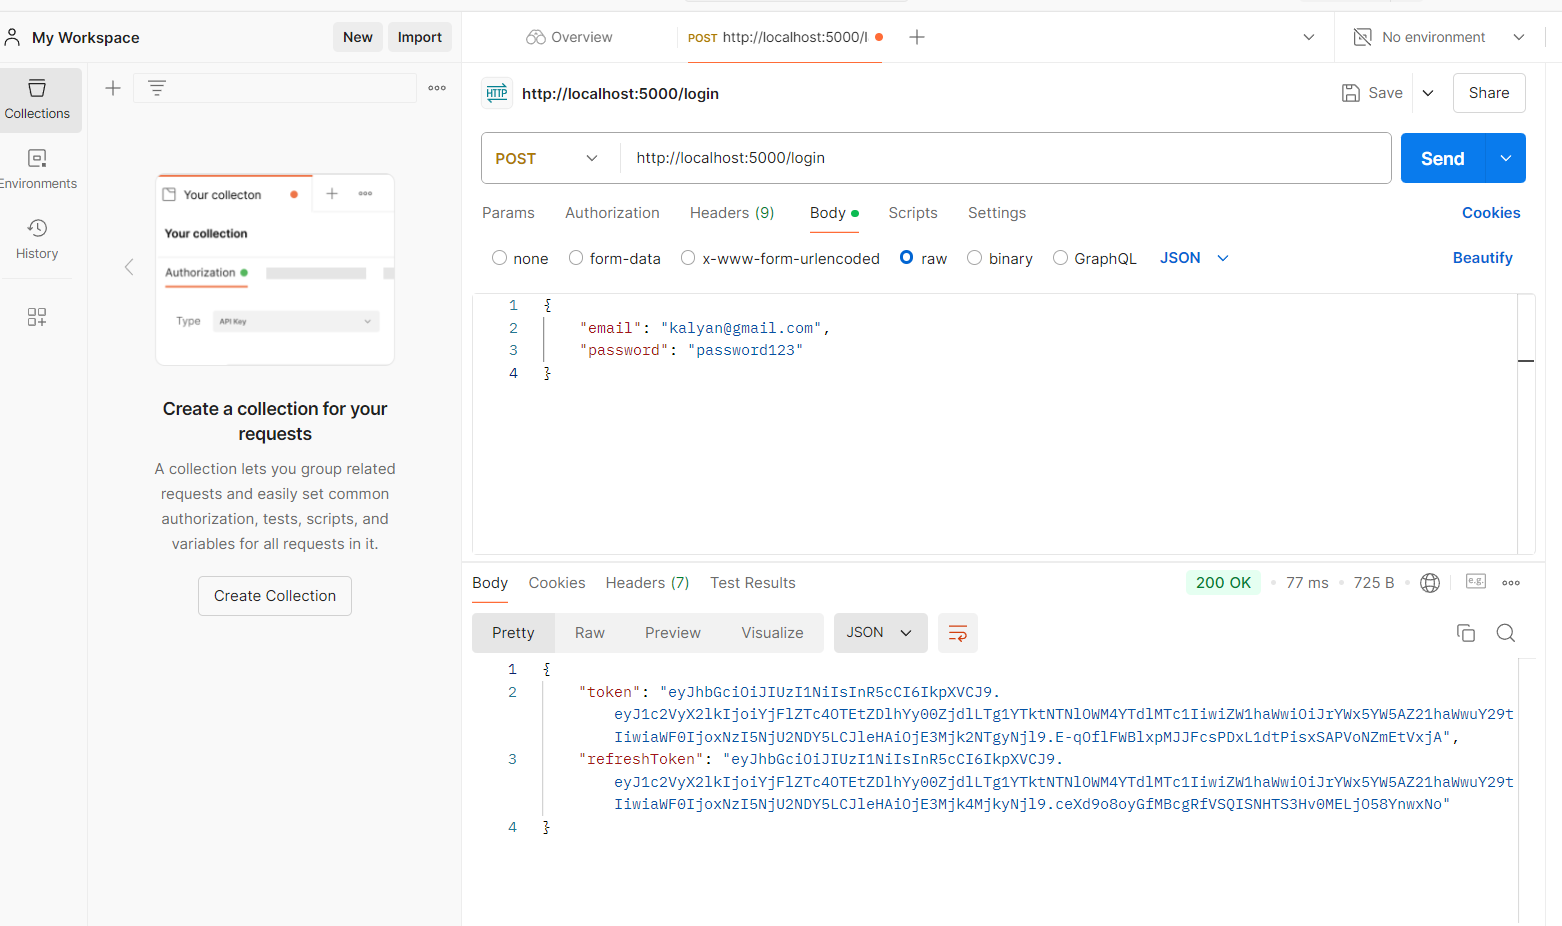 My Workspace
New
Import
Overview
POST http://localhost:5000/l
No environment
Collections
Environments
History
Your collecton
Your collection
Authorization
Type
API Key
Create a collection for your
requests
A collection lets you group related
requests and easily set common
authorization, tests, scripts, and
variables for all requests in it.
Create Collection
HTTP http://localhost:5000/login
Save
Share
POST
http://localhost:5000/login
Send
Params
Authorization
Headers (9)
Body
Scripts
Settings
Cookies
none
form-data
x-www-form-urlencoded
raw
binary
GraphQL
JSON
Beautify
1 {
2 "email": "kalyan@gmail.com",
3 "password": "password123"
4 }
Body
Cookies
Headers (7)
Test Results
200 OK
77 ms
725 B
e.g.
Pretty
Raw
Preview
Visualize
JSON
1 {
2 "token": "eyJhbGciOiJIUzI1NiIsInR5cCI6IkpXVCJ9.
eyJ1c2VyX2lkIjoiYjFlZTc4OTEtZDlhYy00ZjdlLTg1YTktNTNlOWM4YTdlMTc1IiwiZW1haWwiOiJrYWx5YW5AZ21haWwuY29t
IiwiaWF0IjoxNzI5NjU2NDY5LCJleHAiOjE3Mjk2NTgyNjl9.E-qOflFWBlxpMJJFcsPDxL1dtPisxSAPVoNZmEtVxjA",
3 "refreshToken": "eyJhbGciOiJIUzI1NiIsInR5cCI6IkpXVCJ9.
eyJ1c2VyX2lkIjoiYjFlZTc4OTEtZDlhYy00ZjdlLTg1YTktNTNlOWM4YTdlMTc1IiwiZW1haWwiOiJrYWx5YW5AZ21haWwuY29t
IiwiaWF0IjoxNzI5NjU2NDY5LCJleHAiOjE3Mjk4MjkyNjl9.ceXd9o8oyGfMBcgRfVSQISNHTS3Hv0MELjO58YnwxNo"
4 }